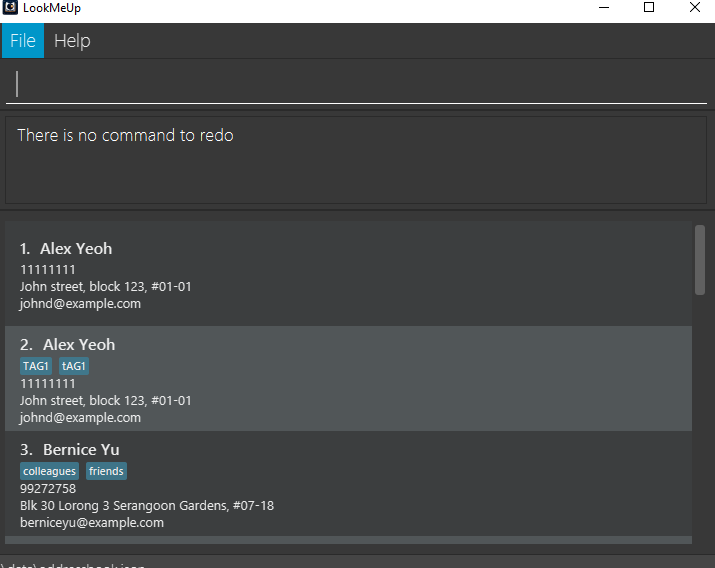 LookMeUp
File Help
There is no command to redo
1. Alex Yeoh
11111111
John street, block 123, #01-01
johnd@example.com
2. Alex Yeoh
TAG1 tAG1
11111111
John street, block 123, #01-01
johnd@example.com
3. Bernice Yu
colleagues friends
99272758
Blk 30 Lorong 3 Serangoon Gardens, #07-18
berniceyu@example.com